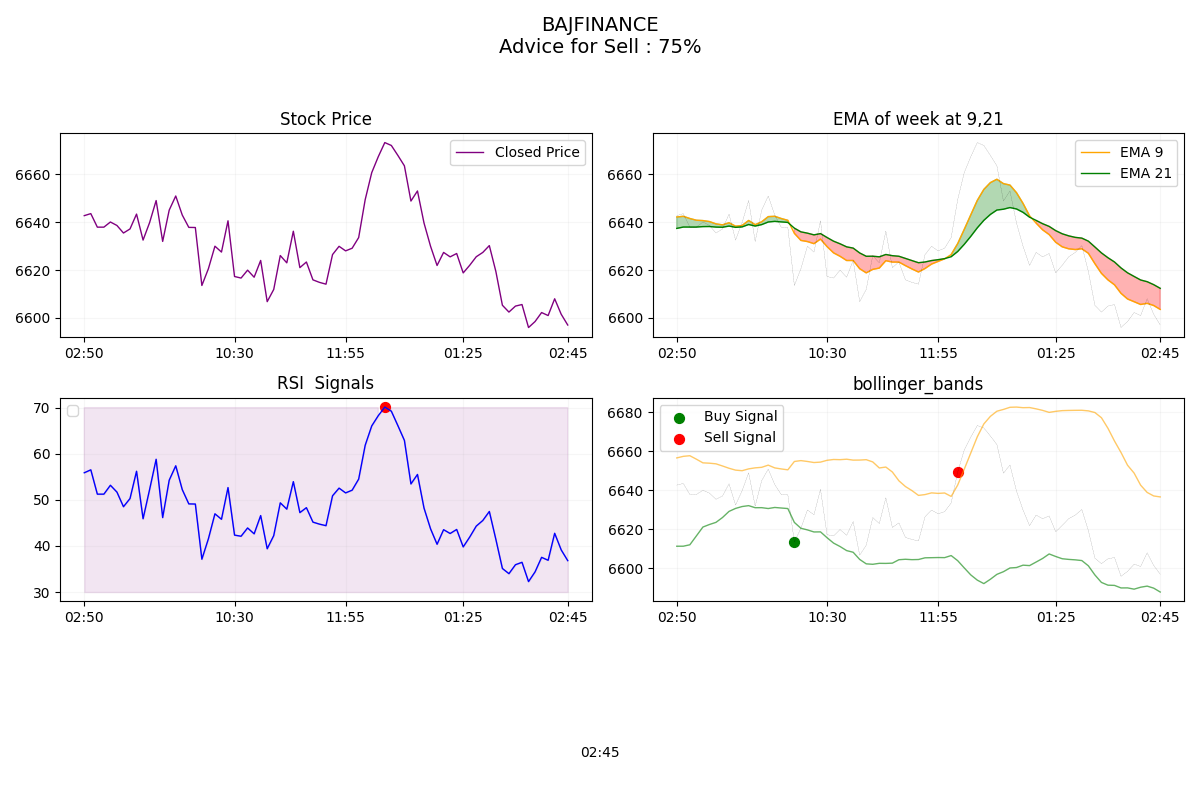 BAJFINANCE
Advice for Sell : 75%
Stock Price
Closed Price
6660
6640
6620
6600
02:50 10:30 11:55 01:25 02:45
EMA of week at 9,21
EMA 9
EMA 21
6660
6640
6620
6600
02:50 10:30 11:55 01:25 02:45
RSI  Signals
70
60
50
40
30
02:50 10:30 11:55 01:25 02:45
bollinger_bands
Buy Signal
Sell Signal
6680
6660
6640
6620
6600
02:50 10:30 11:55 01:25 02:45
02:45